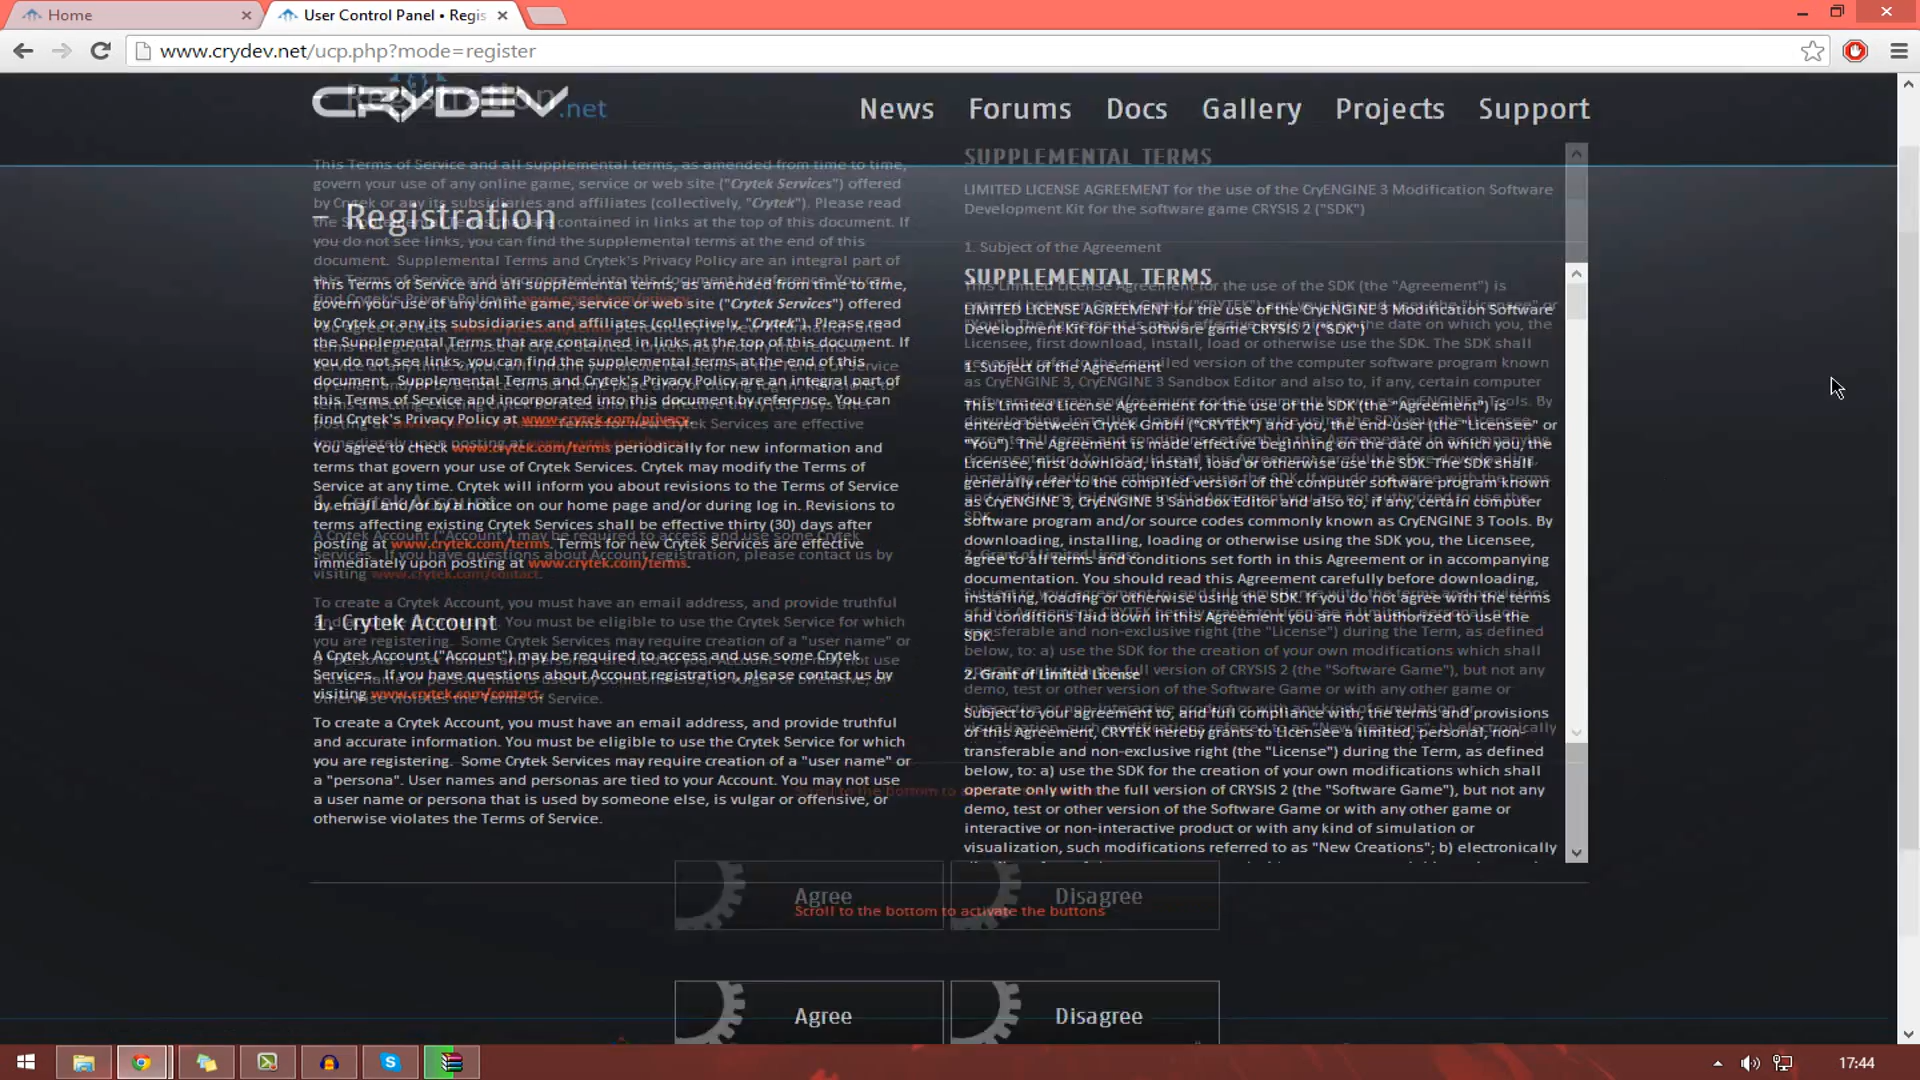 Home
User Control Panel • Regis
www.crydev.net/ucp.php?mode=register
CRYDEV.net
News Forums Docs Gallery Projects Support
– Registration
This Terms of Service and all supplemental terms, as amended from time to time,
govern your use of any online game, service or web site ("Crytek Services") offered
by Crytek or any its subsidiaries and affiliates (collectively, "Crytek"). Please read
the Supplemental Terms that are contained in links at the top of this document. If
you do not see links, you can find the supplemental terms at the end of this
document.  Supplemental Terms and Crytek's Privacy Policy are an integral part of
this Terms of Service and incorporated into this document by reference. You can
find Crytek's Privacy Policy at www.crytek.com/privacy.
You agree to check www.crytek.com/terms periodically for new information and
terms that govern your use of Crytek Services. Crytek may modify the Terms of
Service at any time. Crytek will inform you about revisions to the Terms of Service
by email and/or by a notice on our home page and/or during log in. Revisions to
terms affecting existing Crytek Services shall be effective thirty (30) days after
posting at www.crytek.com/terms. Terms for new Crytek Services are effective
immediately upon posting at www.crytek.com/terms.
1. Crytek Account
A Crytek Account ("Account") may be required to access and use some Crytek
Services.  If you have questions about Account registration, please contact us by
visiting www.crytek.com/contact.
To create a Crytek Account, you must have an email address, and provide truthful
and accurate information. You must be eligible to use the Crytek Service for which
you are registering.  Some Crytek Services may require creation of a "user name" or
a "persona". User names and personas are tied to your Account. You may not use
a user name or persona that is used by someone else, is vulgar or offensive, or
otherwise violates the Terms of Service.
SUPPLEMENTAL TERMS
LIMITED LICENSE AGREEMENT for the use of the CryENGINE 3 Modification Software
Development Kit for the software game CRYSIS 2 ("SDK")
1. Subject of the Agreement
This Limited License Agreement for the use of the SDK (the "Agreement") is
entered between Crytek GmbH ("CRYTEK") and you, the end-user (the "Licensee" or
"You"). The Agreement is made effective beginning on the date on which you, the
Licensee, first download, install, load or otherwise use the SDK. The SDK shall
generally refer to the compiled version of the computer software program known
as CryENGINE 3, CryENGINE 3 Sandbox Editor and also to, if any, certain computer
software program and/or source codes commonly known as CryENGINE 3 Tools. By
downloading, installing, loading or otherwise using the SDK you, the Licensee,
agree to all terms and conditions set forth in this Agreement or in accompanying
documentation. You should read this Agreement carefully before downloading,
installing, loading or otherwise using the SDK. If you do not agree with the terms
and conditions laid down in this Agreement you are not authorized to use the
SDK.
2. Grant of Limited License
Subject to your agreement to, and full compliance with, the terms and provisions
of this Agreement, CRYTEK hereby grants to Licensee a limited, personal, non-
transferable and non-exclusive right (the "License") during the Term, as defined
below, to: a) use the SDK for the creation of your own modifications which shall
operate only with the full version of CRYSIS 2 (the "Software Game"), but not any
demo, test or other version of the Software Game or with any other game or
interactive or non-interactive product or with any kind of simulation or
visualization, such modifications referred to as "New Creations"; b) electronically
Agree Disagree
Scroll to the bottom to activate the buttons
Agree Disagree
17:44